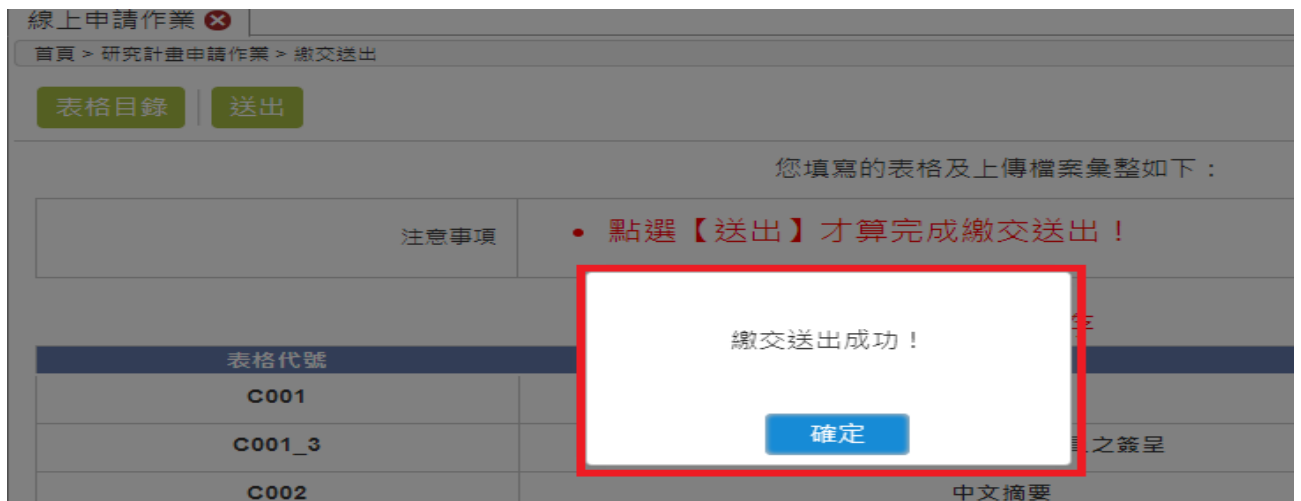 線上申請作業
首頁 > 研究計畫申請作業 > 繳交送出
表格目錄 送出
您填寫的表格及上傳檔案彙整如下：
注意事項
• 點選【送出】才算完成繳交送出！
繳交送出成功！
確定
表格代號
C001
C001_3
之簽呈
C002
中文摘要